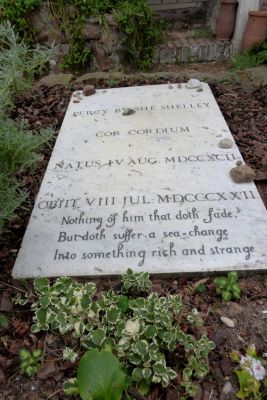 PERCY BYSSHE SHELLEY
COR CORDIUM
NATUS IV AUG. MDCCXCII
OBIIT VIII JUL. MDCCCXXII
Nothing of him that doth fade,
But doth suffer a sea-change
Into something rich and strange